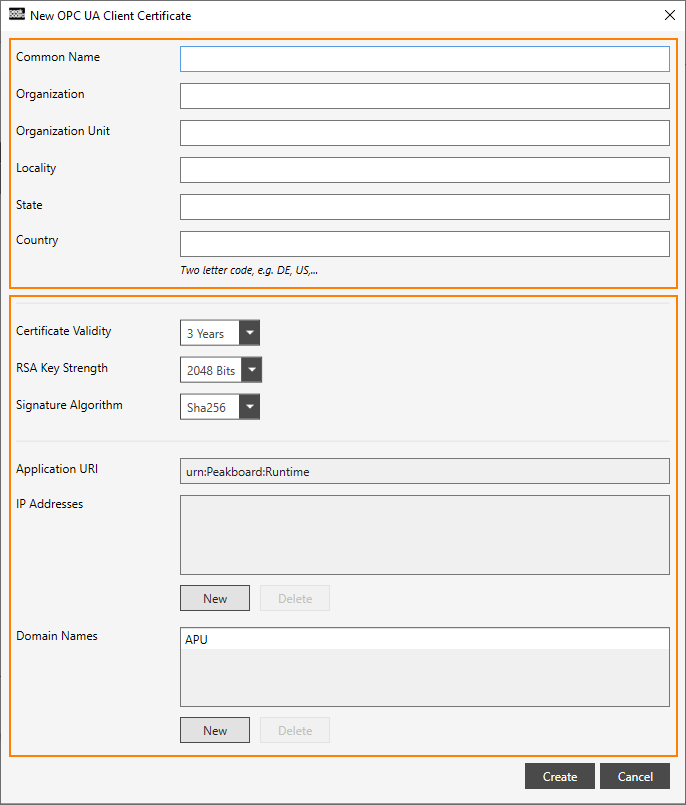 peak board New OPC UA Client Certificate
Common Name
Organization
Organization Unit
Locality
State
Country
Two letter code, e.g. DE, US,...
Certificate Validity 3 Years
RSA Key Strength 2048 Bits
Signature Algorithm Sha256
Application URI urn:Peakboard:Runtime
IP Addresses
New Delete
Domain Names APU
New Delete
Create Cancel